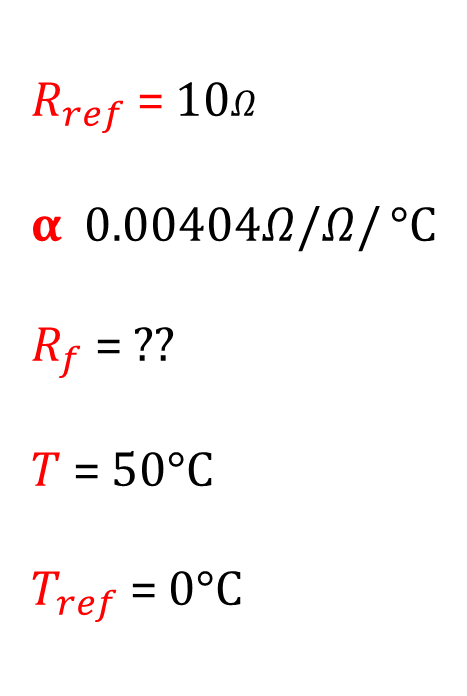 R_ref = 10Ω
α 0.00404Ω/Ω/°C
R_f = ??
T = 50°C
T_ref = 0°C